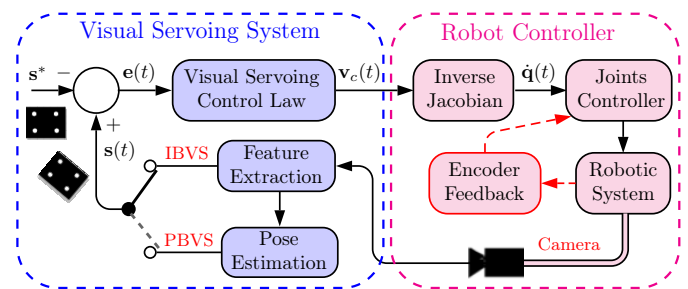 Visual Servoing System
Robot Controller
s* −
e(t)
Visual Servoing
Control Law
v_c(t)
Inverse
Jacobian
q̇(t)
Joints
Controller
+
s(t)
IBVS
Feature
Extraction
Encoder
Feedback
Robotic
System
PBVS
Pose
Estimation
Camera